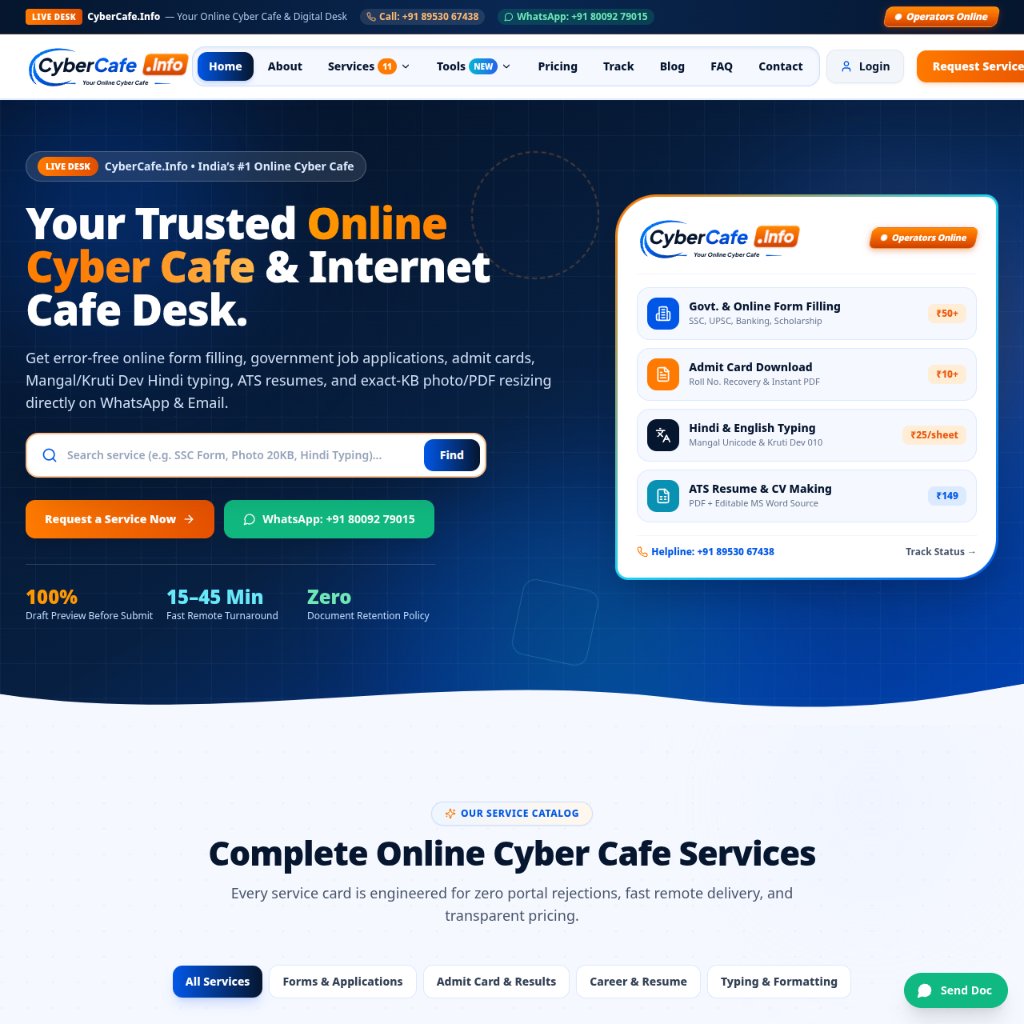 LIVE DESK CyberCafe.Info — Your Online Cyber Cafe & Digital Desk Call: +91 89530 67438 WhatsApp: +91 80092 79015 Operators Online
CyberCafe .Info
Your Online Cyber Cafe
Home About Services 11 Tools NEW Pricing Track Blog FAQ Contact Login Request Service
LIVE DESK CyberCafe.Info • India's #1 Online Cyber Cafe
Your Trusted Online
Cyber Cafe & Internet
Cafe Desk.
Get error-free online form filling, government job applications, admit cards,
Mangal/Kruti Dev Hindi typing, ATS resumes, and exact-KB photo/PDF resizing
directly on WhatsApp & Email.
Search service (e.g. SSC Form, Photo 20KB, Hindi Typing)... Find
Request a Service Now → WhatsApp: +91 80092 79015
100% 15–45 Min Zero
Draft Preview Before Submit Fast Remote Turnaround Document Retention Policy
CyberCafe .Info
Your Online Cyber Cafe
Operators Online
Govt. & Online Form Filling
SSC, UPSC, Banking, Scholarship
₹50+
Admit Card Download
Roll No. Recovery & Instant PDF
₹10+
Hindi & English Typing
Mangal Unicode & Kruti Dev 010
₹25/sheet
ATS Resume & CV Making
PDF + Editable MS Word Source
₹149
Helpline: +91 89530 67438 Track Status →
OUR SERVICE CATALOG
Complete Online Cyber Cafe Services
Every service card is engineered for zero portal rejections, fast remote delivery, and
transparent pricing.
All Services Forms & Applications Admit Card & Results Career & Resume Typing & Formatting
Send Doc